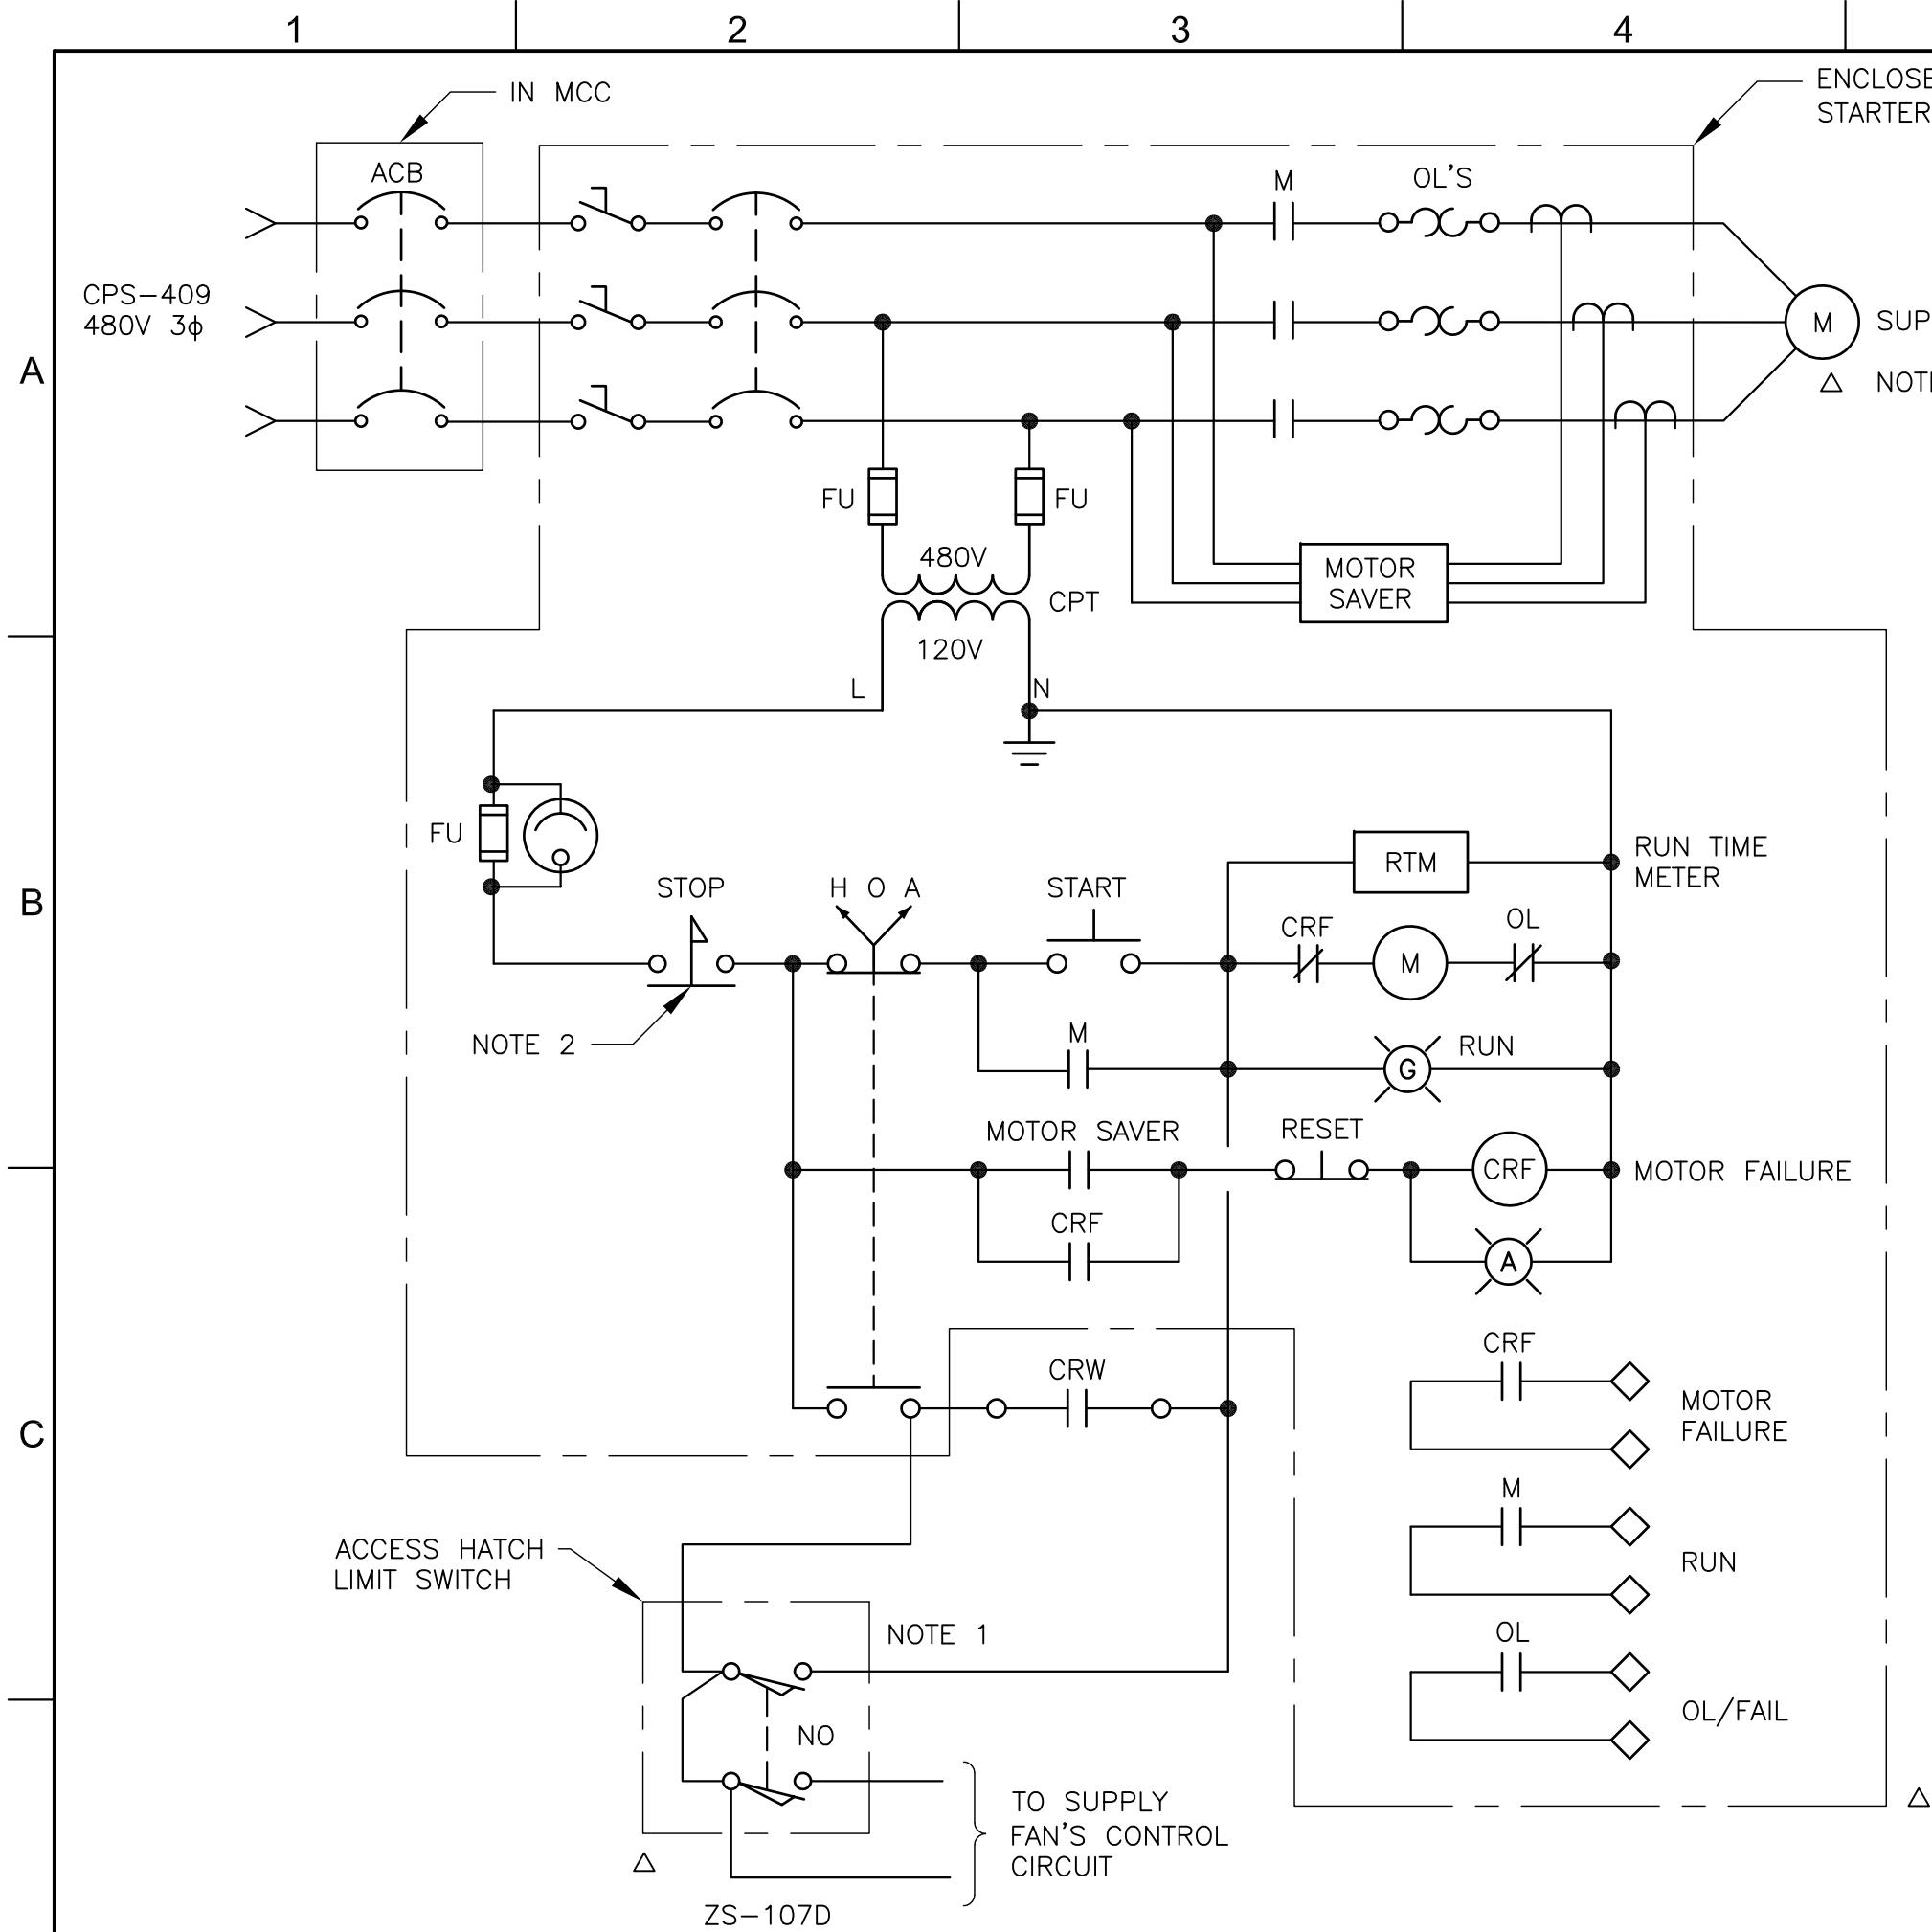 1 2 3 4
IN MCC
ENCLOSE
STARTER
ACB
M
OL'S
CPS-409
480V 3ϕ
M
SUP
A
NOT
FU
FU
480V
CPT
120V
MOTOR
SAVER
L
N
FU
RTM
RUN TIME
METER
B
STOP
H O A
START
CRF
M
OL
NOTE 2
M
G
RUN
MOTOR SAVER
RESET
CRF
MOTOR FAILURE
CRF
A
CRW
CRF
MOTOR
FAILURE
C
M
RUN
ACCESS HATCH
LIMIT SWITCH
NOTE 1
OL
OL/FAIL
NO
TO SUPPLY
FAN'S CONTROL
CIRCUIT
ZS-107D